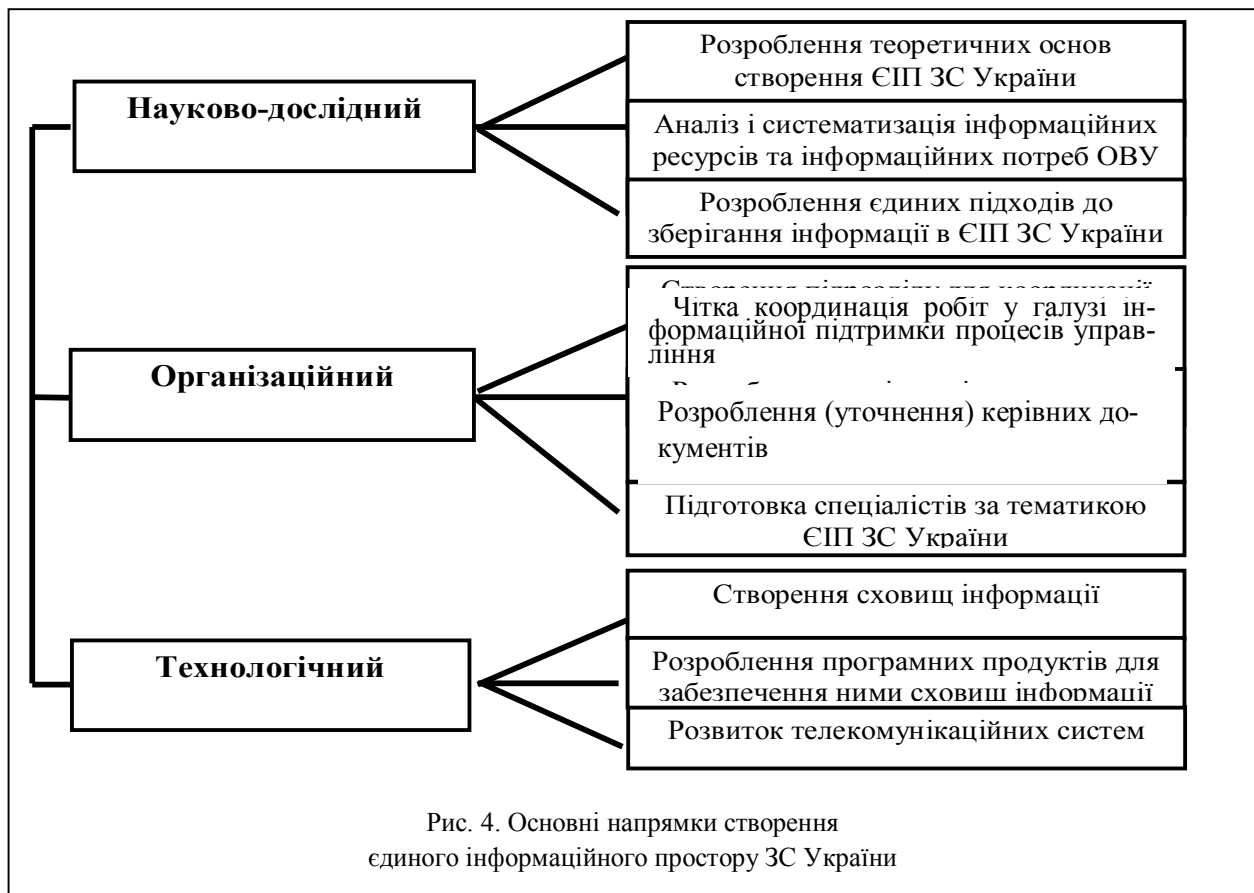 Науково-дослідний
Розроблення теоретичних основ
створення ЄІП ЗС України
Аналіз і систематизація інформаційних
ресурсів та інформаційних потреб ОВУ
Розроблення єдиних підходів до
зберігання інформації в ЄІП ЗС України
Організаційний
Чітка координація робіт у галузі ін-
формаційної підтримки процесів управ-
ління
Розроблення (уточнення) керівних до-
кументів
Підготовка спеціалістів за тематикою
ЄІП ЗС України
Технологічний
Створення сховищ інформації
Розроблення програмних продуктів для
забезпечення ними сховищ інформації
Розвиток телекомунікаційних систем
Рис. 4. Основні напрямки створення
єдиного інформаційного простору ЗС України